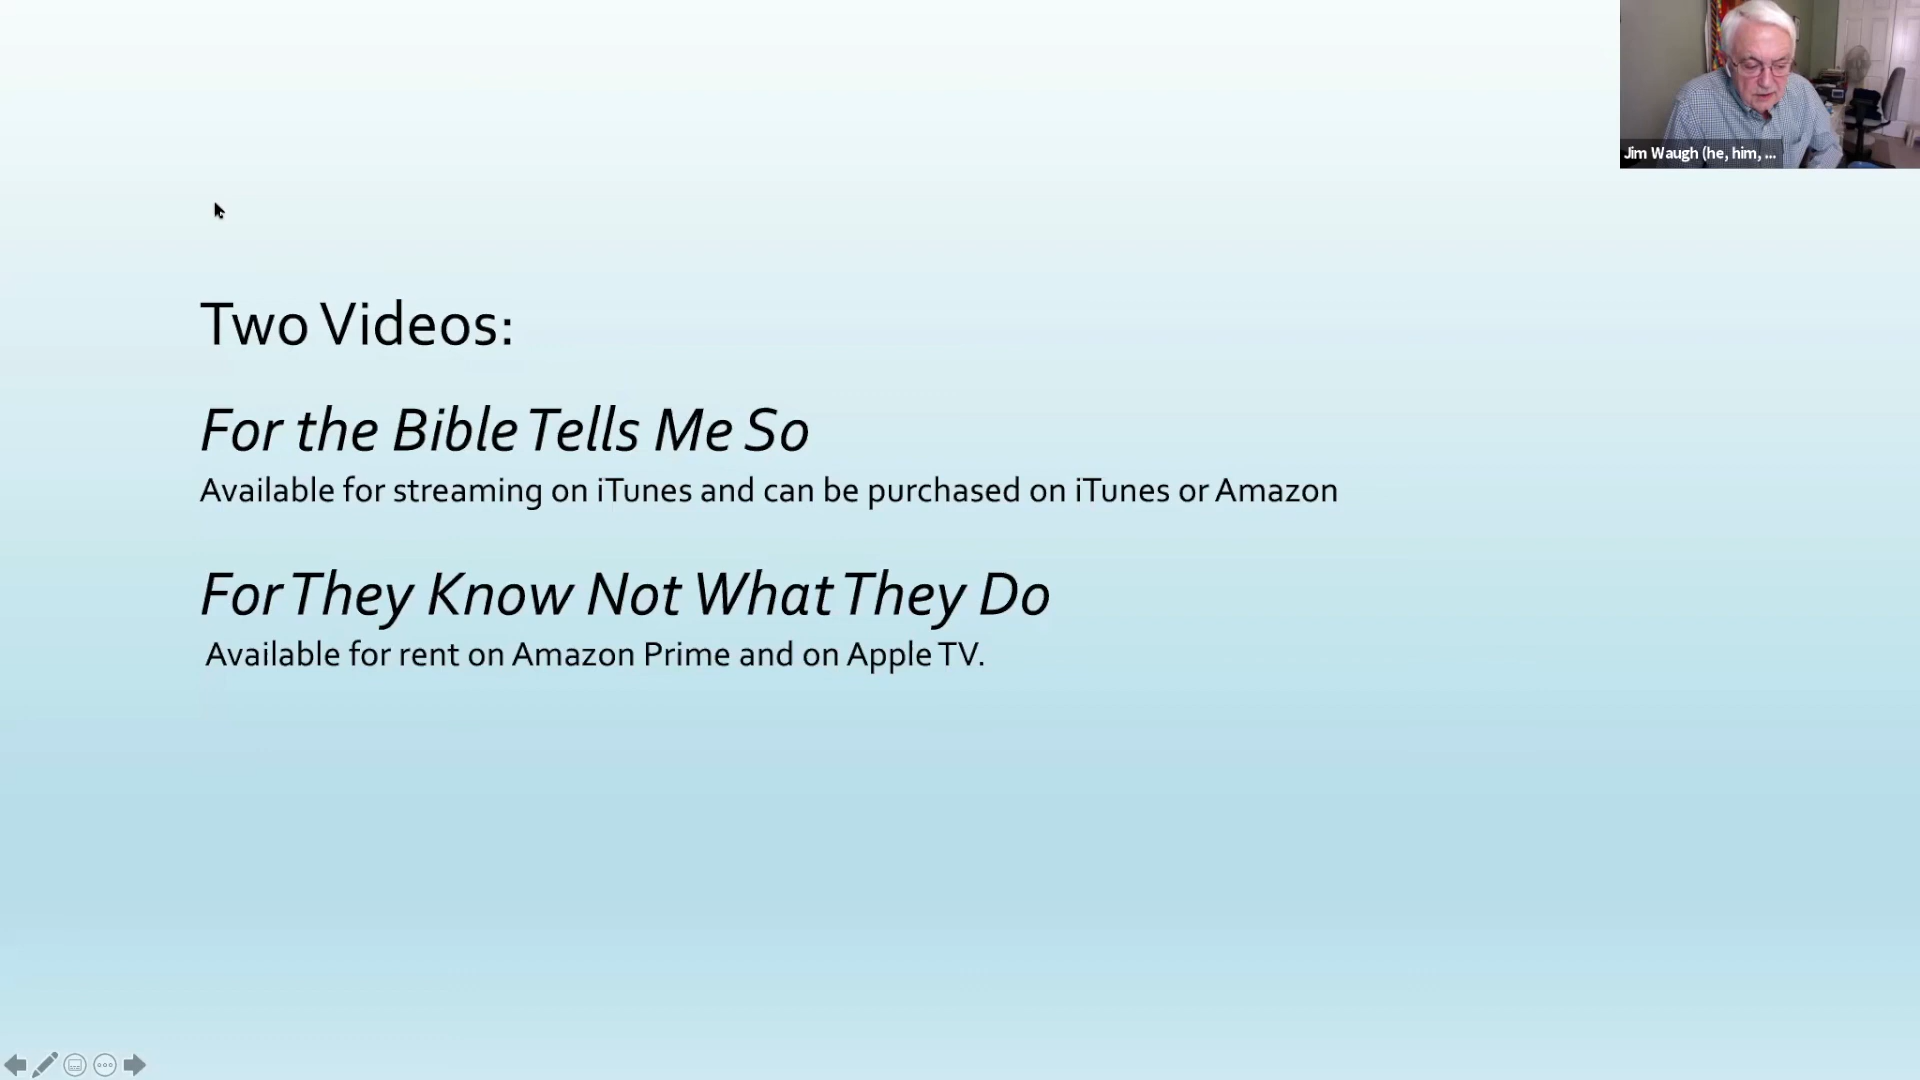 Jim Waugh (he, him, ...
Two Videos:
For the Bible Tells Me So
Available for streaming on iTunes and can be purchased on iTunes or Amazon
For They Know Not What They Do
Available for rent on Amazon Prime and on Apple TV.